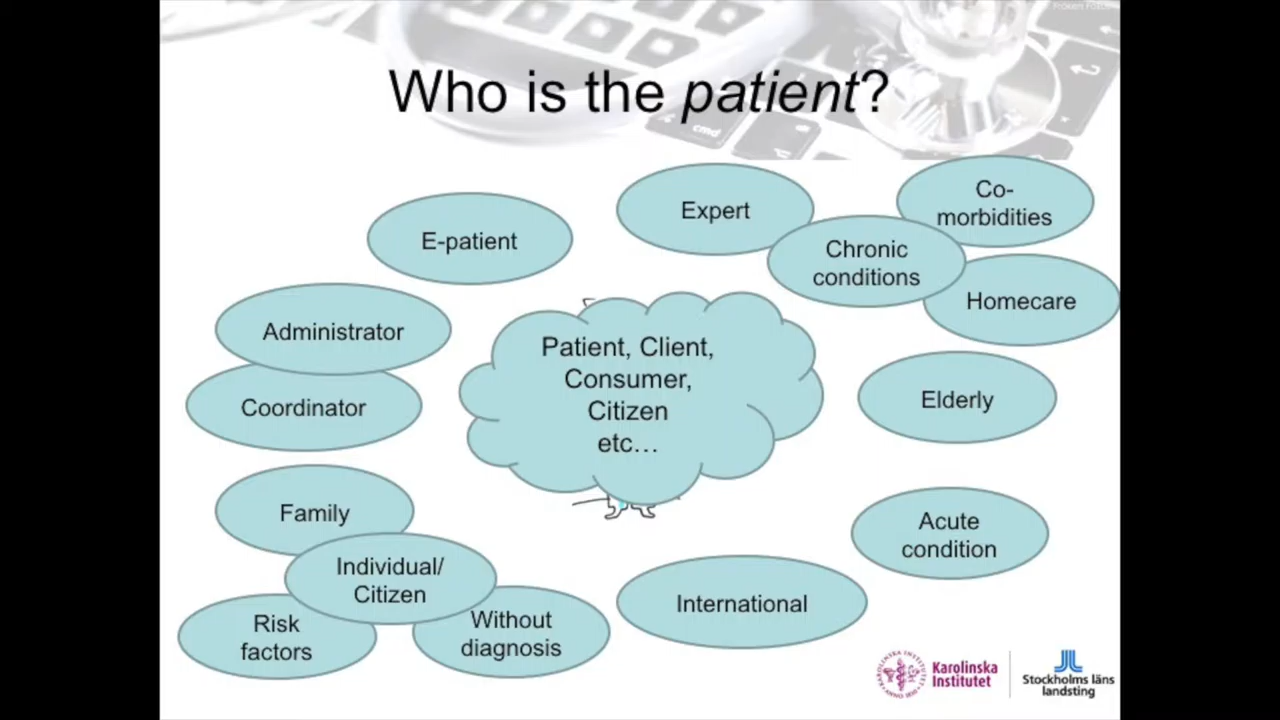 Who is the patient?
E-patient
Expert
Co-
morbidities
Chronic
conditions
Homecare
Administrator
Coordinator
Patient, Client,
Consumer,
Citizen
etc…
Elderly
Family
Individual/
Citizen
Risk
factors
Without
diagnosis
International
Acute
condition
Karolinska
Institutet
Stockholms läns
landsting
cmd